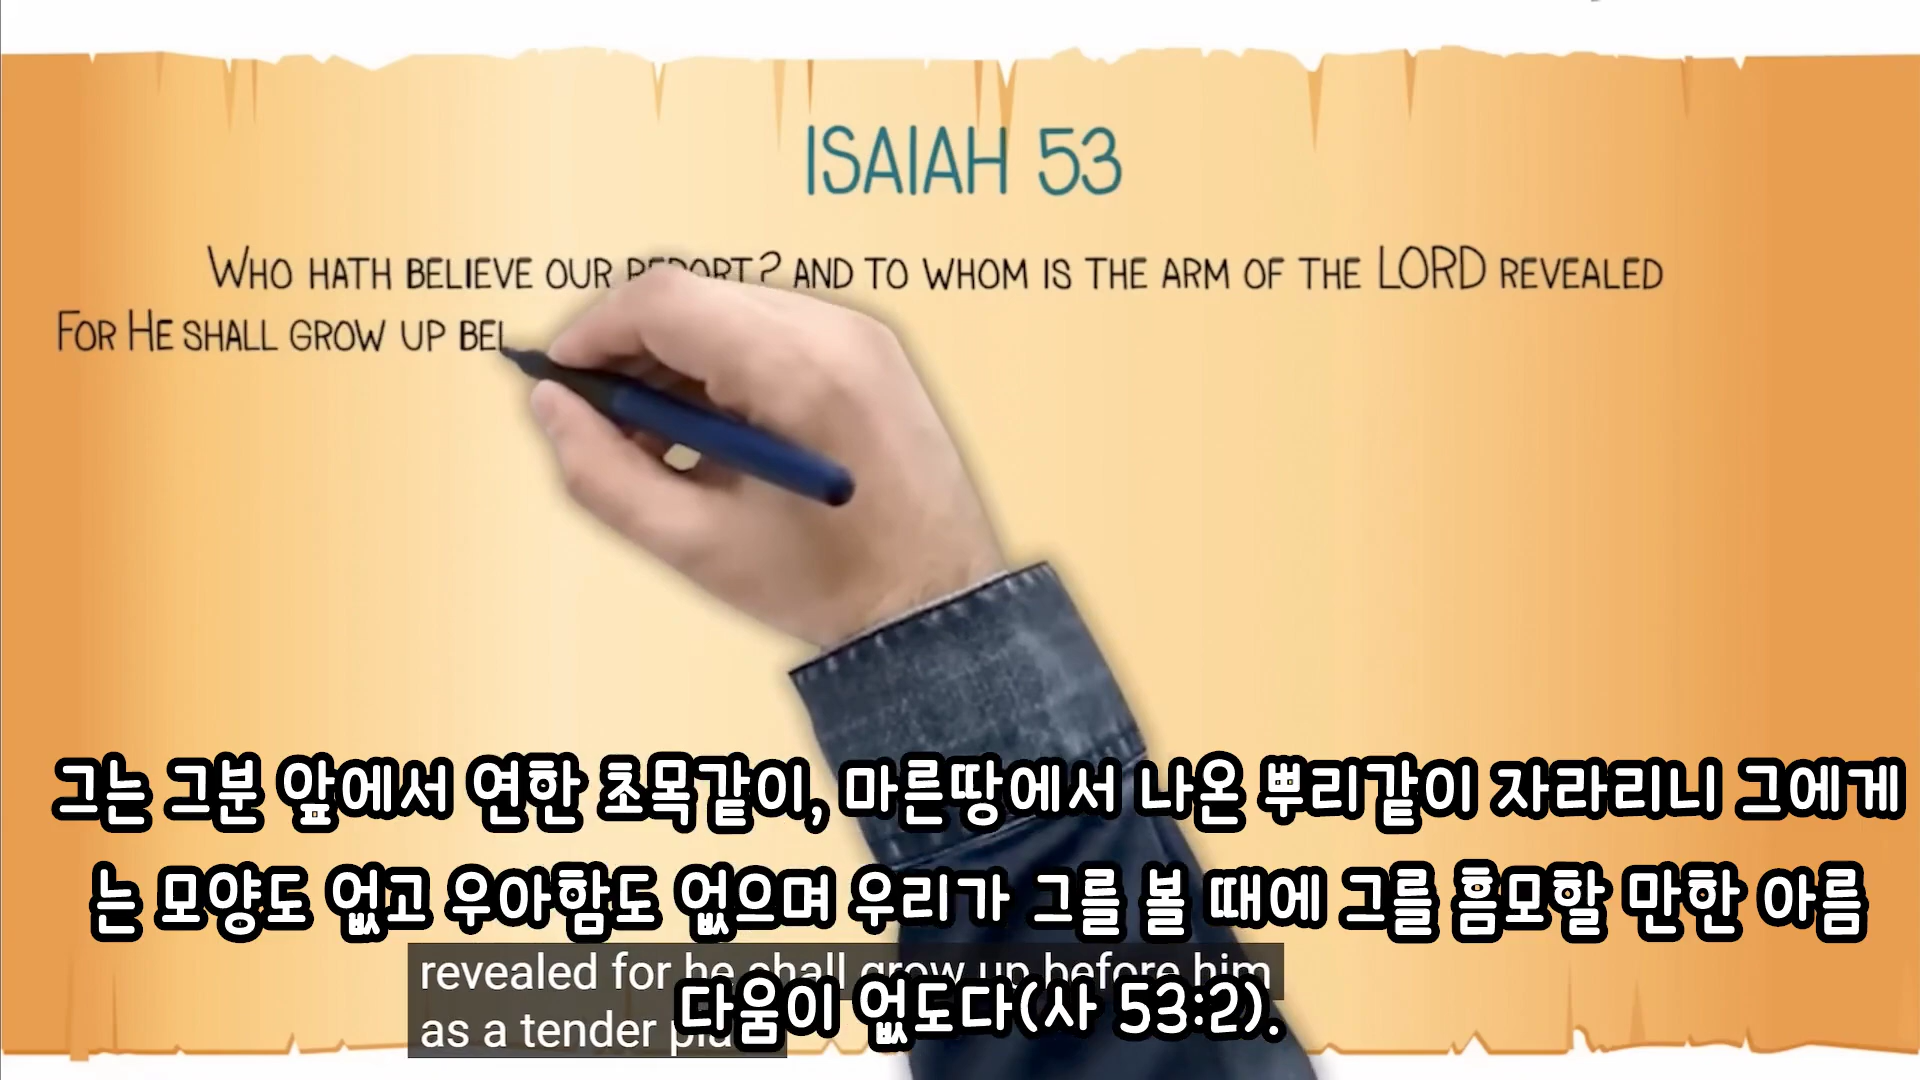 ISAIAH 53
WHO HATH BELIEVE OUR REPORT? AND TO WHOM IS THE ARM OF THE LORD REVEALED
FOR HE SHALL GROW UP BEL
그는 그분 앞에서 연한 초목같이, 마른땅에서 나온 뿌리같이 자라리니 그에게
는 모양도 없고 우아함도 없으며 우리가 그를 볼 때에 그를 흠모할 만한 아름
다움이 없도다(사 53:2).
revealed for he shall grow up before him
as a tender